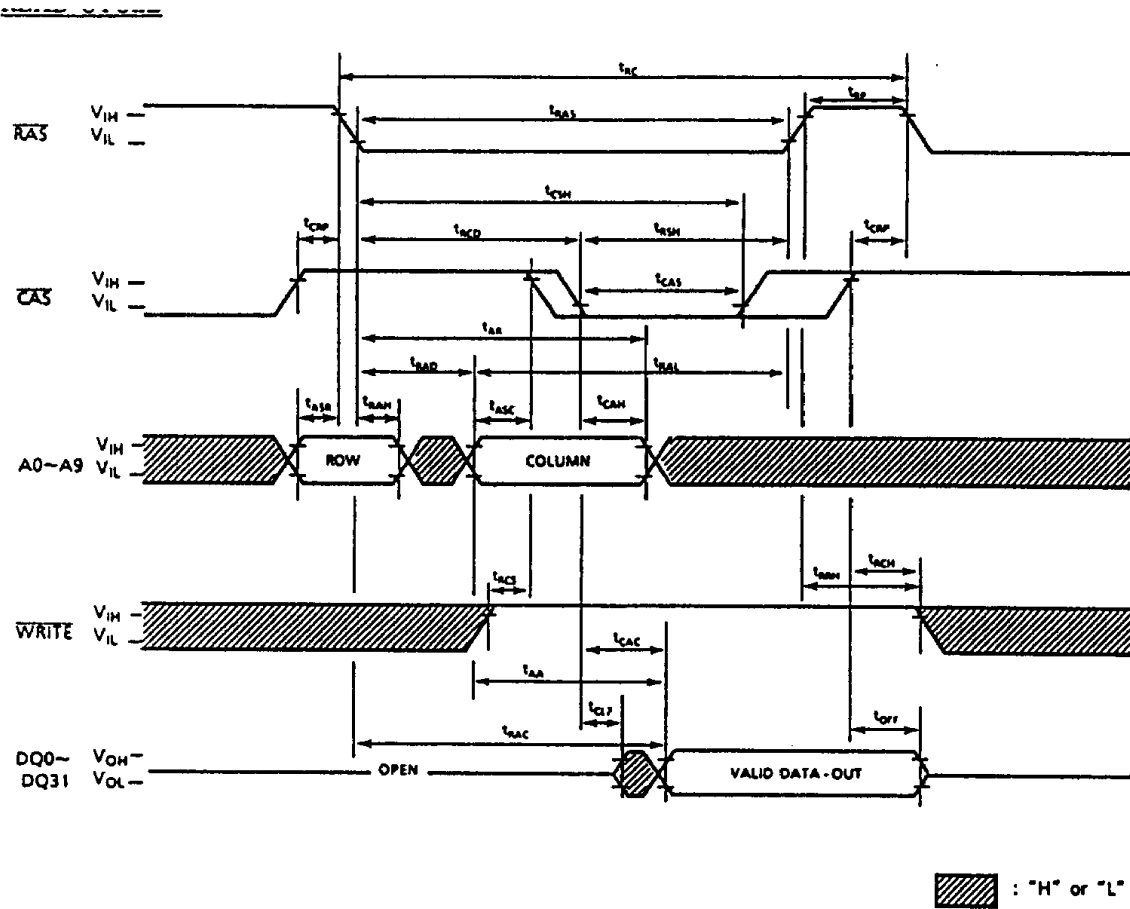 tRC
tRP
VIH
RAS
VIL
tRAS
tCSH
tCRP
tRCD
tRSH
tCRP
VIH
CAS
VIL
tCAS
tAR
tRAD
tRAL
tASR
tRAH
tASC
tCAH
VIH
A0~A9
VIL
ROW
COLUMN
tRCS
tRRH
tRCH
VIH
WRITE
VIL
tCAC
tAA
tCLZ
tOFF
tRAC
DQ0~
DQ31
VOH
VOL
OPEN
VALID DATA-OUT
: "H" or "L"